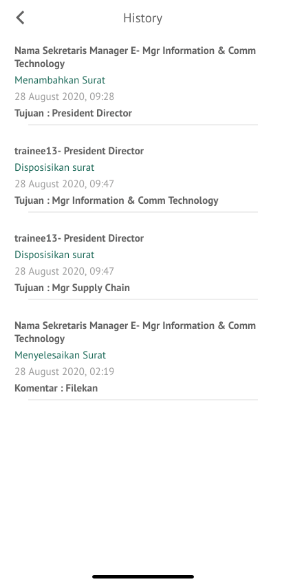 History
Nama Sekretaris Manager E- Mgr Information & Comm
Technology
Menambahkan Surat
28 August 2020, 09:28
Tujuan : President Director
trainee13- President Director
Disposisikan surat
28 August 2020, 09:47
Tujuan : Mgr Information & Comm Technology
trainee13- President Director
Disposisikan surat
28 August 2020, 09:47
Tujuan : Mgr Supply Chain
Nama Sekretaris Manager E- Mgr Information & Comm
Technology
Menyelesaikan Surat
28 August 2020, 02:19
Komentar : Filekan